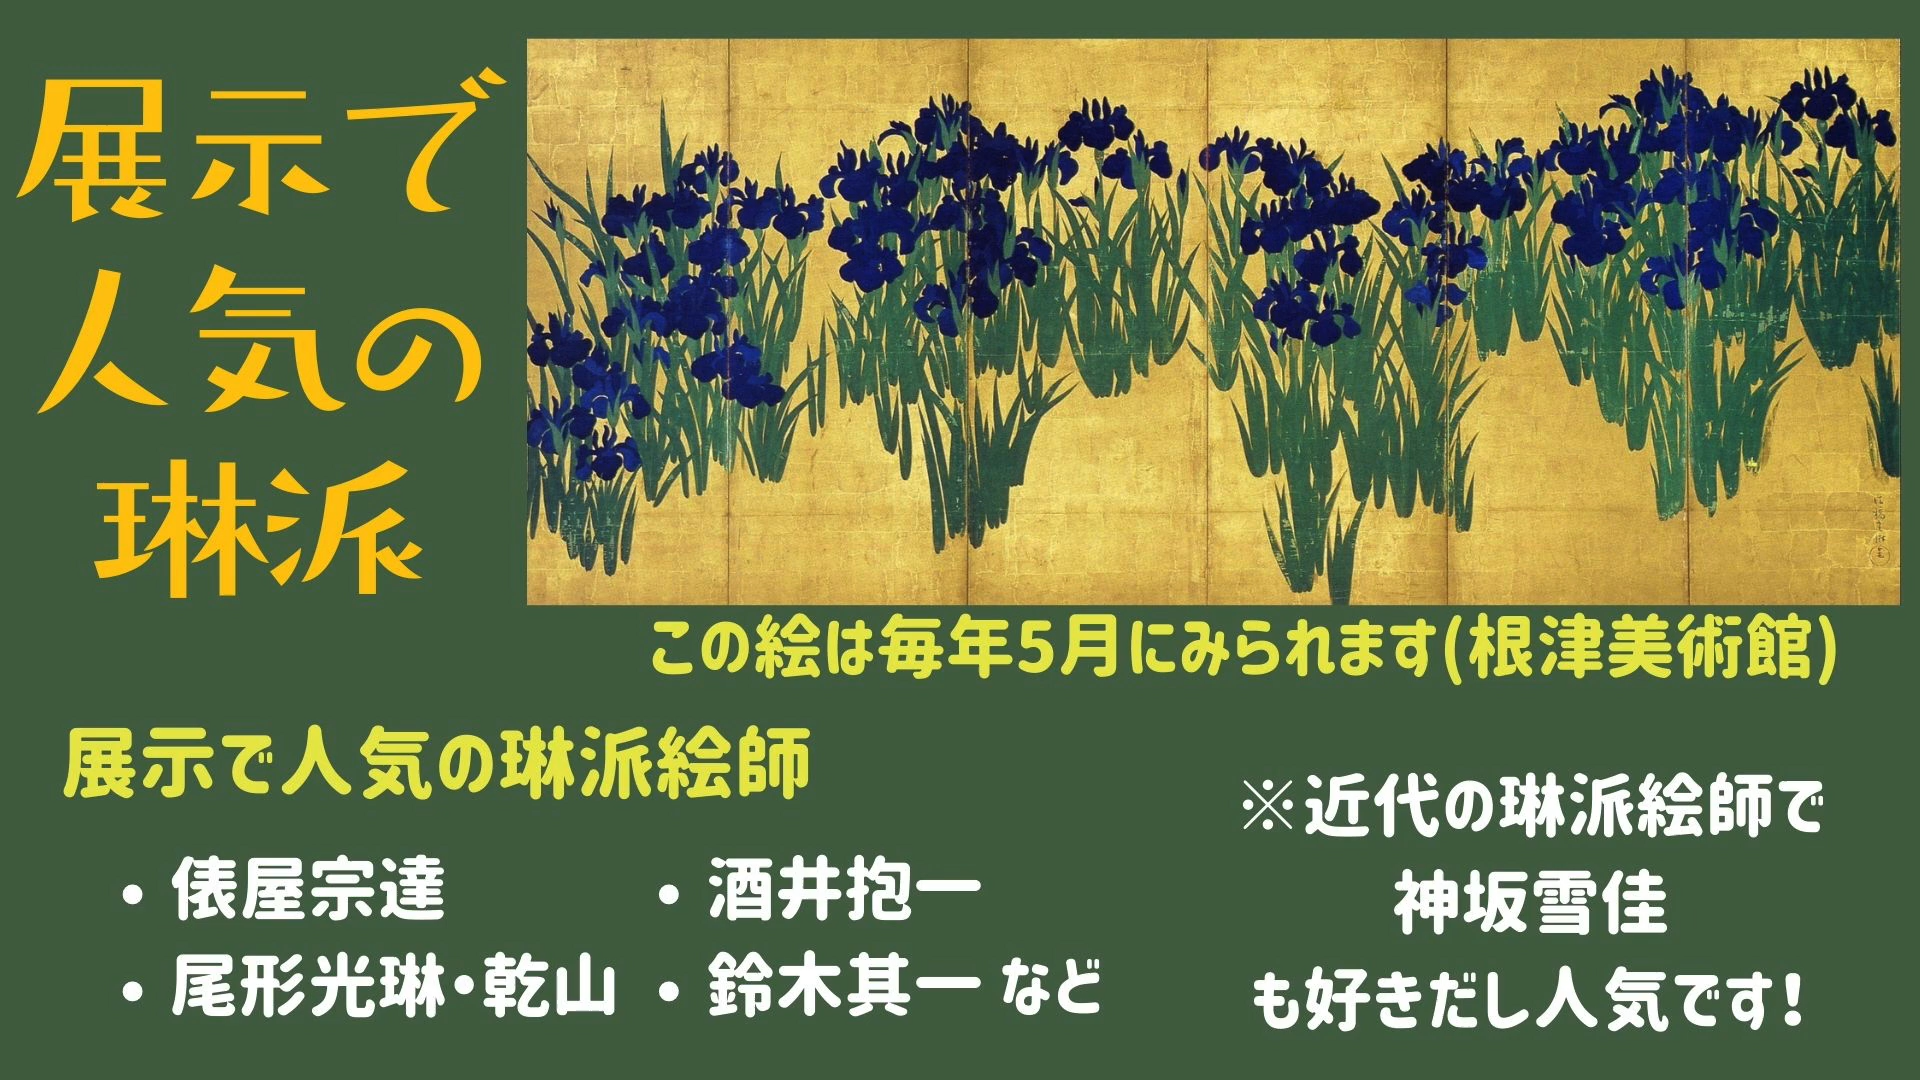 展示で
人気の
琳派
この絵は毎年5月にみられます(根津美術館)
展示で人気の琳派絵師
• 俵屋宗達
• 尾形光琳・乾山
• 酒井抱一
• 鈴木其一 など
※近代の琳派絵師で
神坂雪佳
も好きだし人気です!